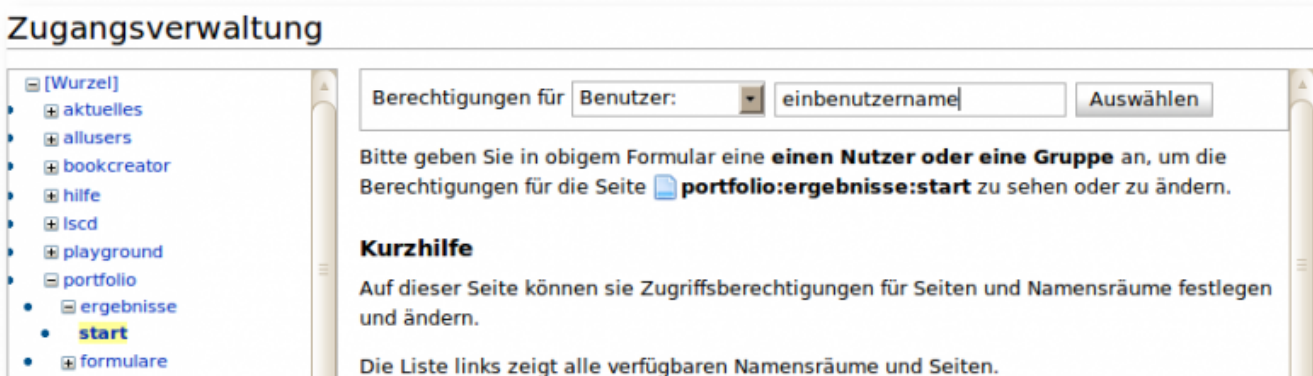 Zugangsverwaltung
[Wurzel]
aktuelles
allusers
bookcreator
hilfe
lscd
playground
portfolio
ergebnisse
start
formulare
Berechtigungen für Benutzer: einbenutzername Auswählen
Bitte geben Sie in obigem Formular eine einen Nutzer oder eine Gruppe an, um die
Berechtigungen für die Seite portfolio:ergebnisse:start zu sehen oder zu ändern.
Kurzhilfe
Auf dieser Seite können sie Zugriffsberechtigungen für Seiten und Namensräume festlegen
und ändern.
Die Liste links zeigt alle verfügbaren Namensräume und Seiten.